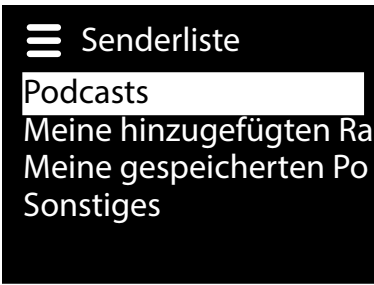 Senderliste
Podcasts
Meine hinzugefügten Ra
Meine gespeicherten Po
Sonstiges